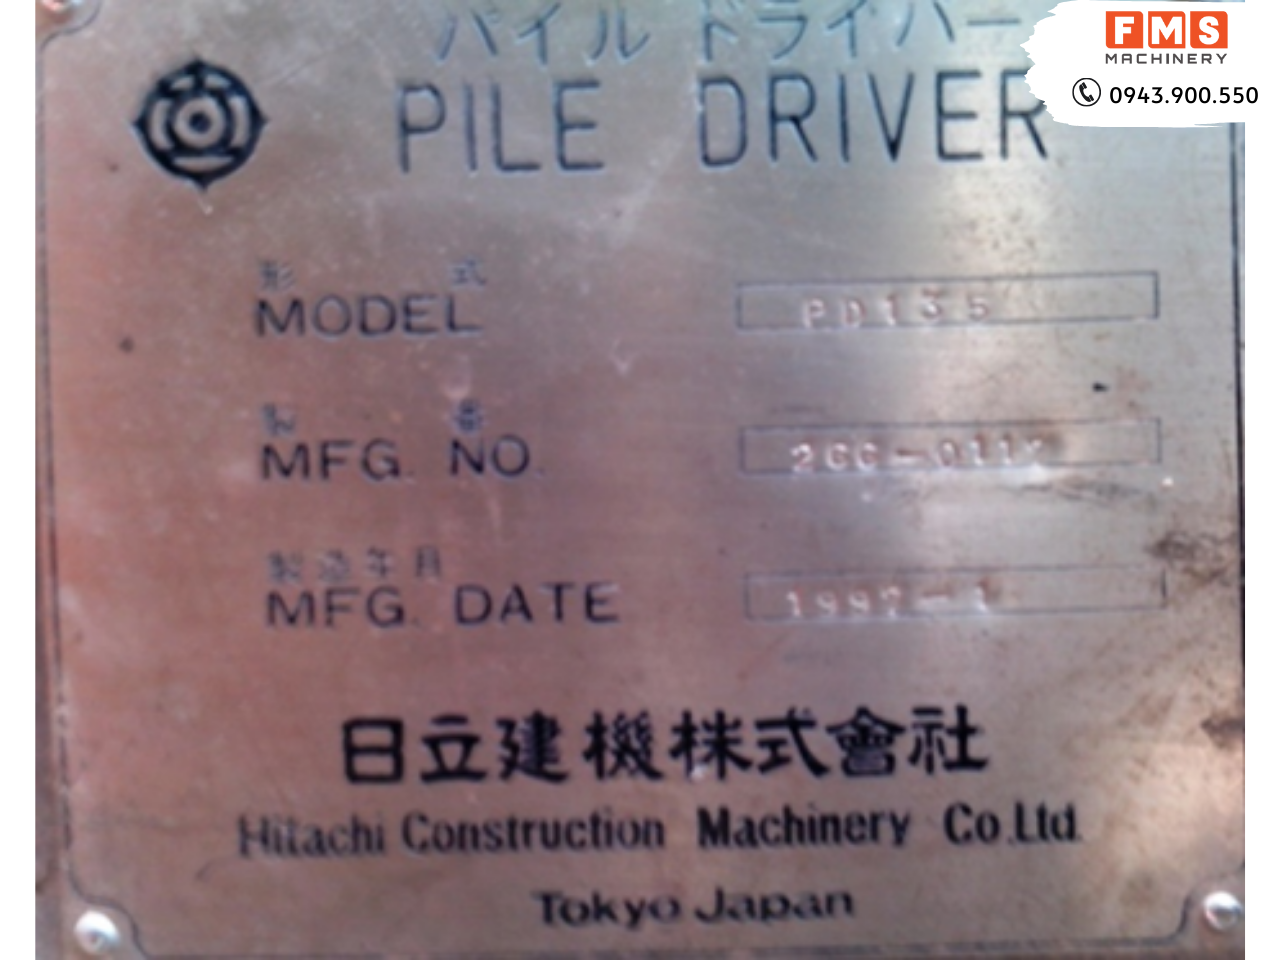 FMS
MACHINERY
0943.900.550
パイル ドライバー
PILE DRIVER
形 式
MODEL PD135
製 番
MFG. NO.
製造年月
MFG. DATE 1997-1
日立建機株式會社
Hitachi Construction Machinery Co.Ltd.
Tokyo Japan